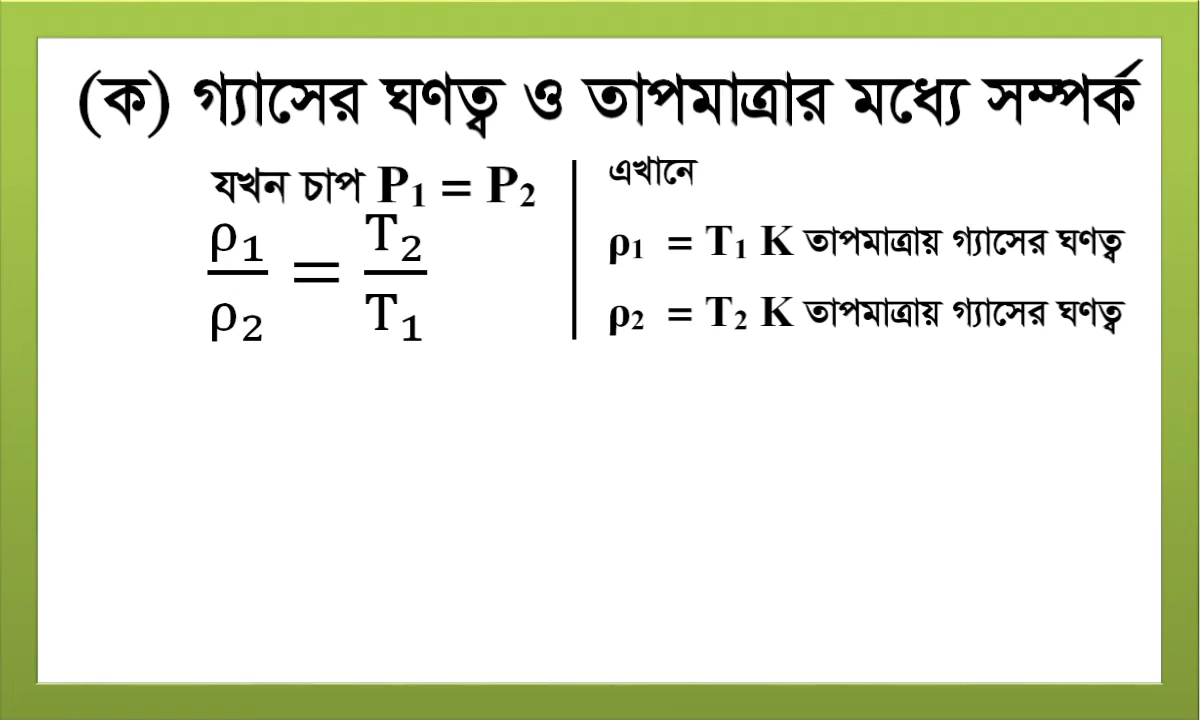 (ক) গ্যাসের ঘণত্ব ও তাপমাত্রার মধ্যে সম্পর্ক
যখন চাপ P₁ = P₂
ρ₁/ρ₂ = T₂/T₁
এখানে
ρ₁ = T₁ K তাপমাত্রায় গ্যাসের ঘণত্ব
ρ₂ = T₂ K তাপমাত্রায় গ্যাসের ঘণত্ব